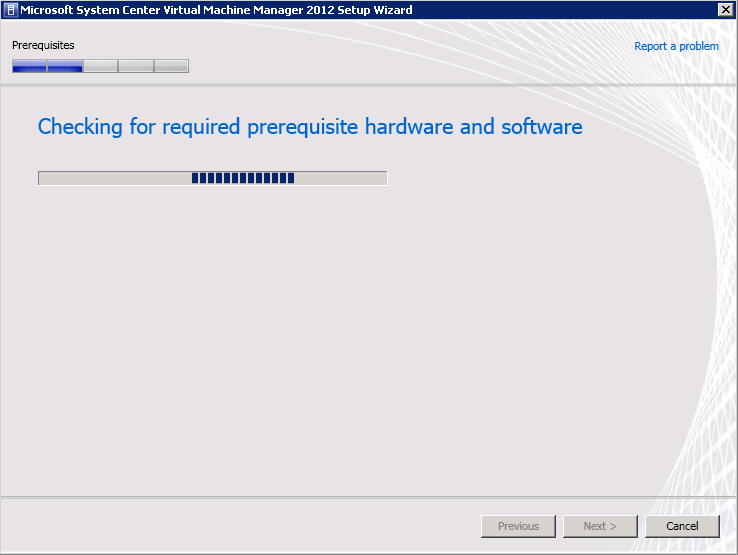 Microsoft System Center Virtual Machine Manager 2012 Setup Wizard
Prerequisites
Report a problem
Checking for required prerequisite hardware and software
Previous
Next >
Cancel